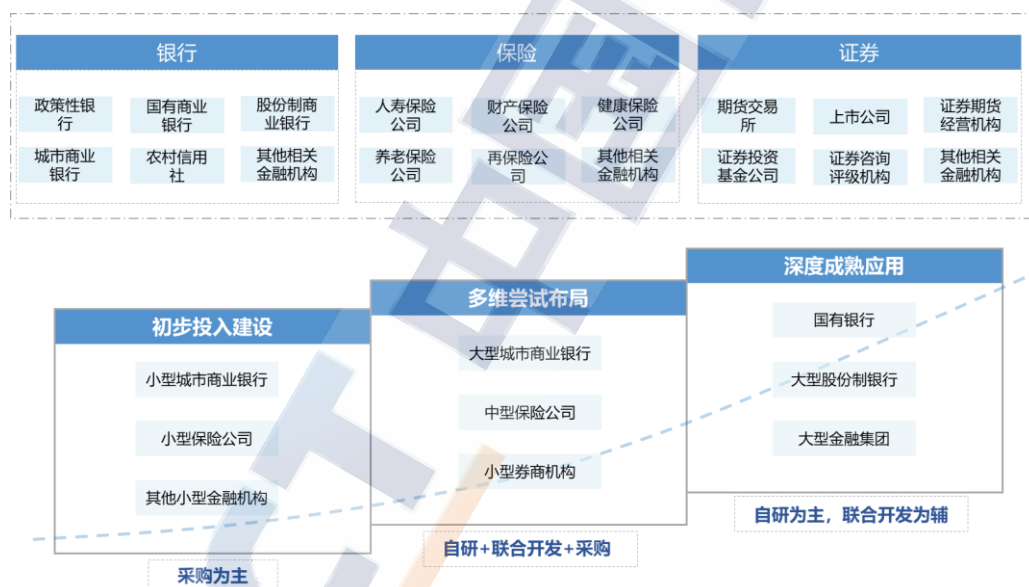 银行
保险
证券
政策性银
行
国有商业
银行
股份制商
业银行
人寿保险
公司
财产保险
公司
健康保险
公司
期货交易
所
上市公司
证券期货
经营机构
城市商业
银行
农村信用
社
其他相关
金融机构
养老保险
公司
再保险公
司
其他相关
金融机构
证券投资
基金公司
证券咨询
评级机构
其他相关
金融机构
初步投入建设
小型城市商业银行
小型保险公司
其他小型金融机构
采购为主
多维尝试布局
大型城市商业银行
中型保险公司
小型券商机构
自研+联合开发+采购
深度成熟应用
国有银行
大型股份制银行
大型金融集团
自研为主，联合开发为辅